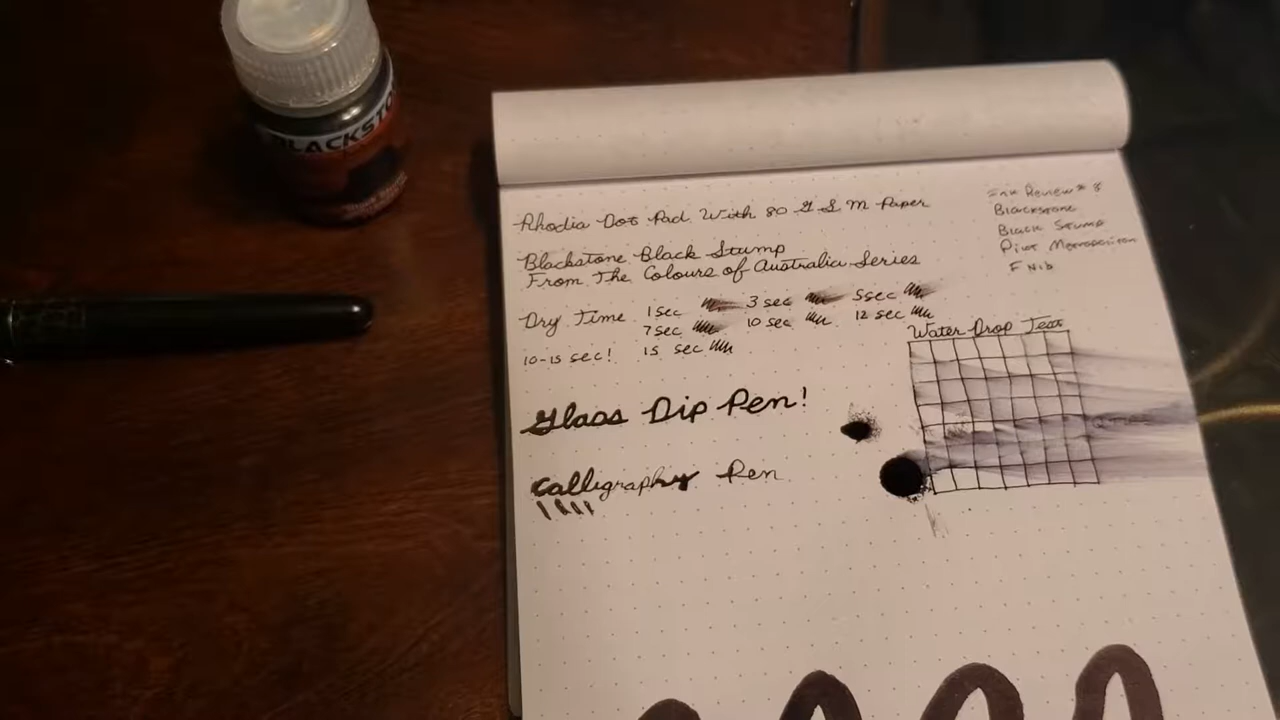 BLACKSTO
Rhodia Dot Pad With 80 G S M Paper
Ink Review # 8
Blackstone
Black Stump
Pilot Metropolitan
F Nib
Blackstone Black Stump
From The Colours of Australia Series
Dry Time 1 sec 3 sec 5 sec
7 sec 10 sec 12 sec
10-15 sec! 15 sec
Water Drop Test
Glass Dip Pen!
Calligraphy Pen